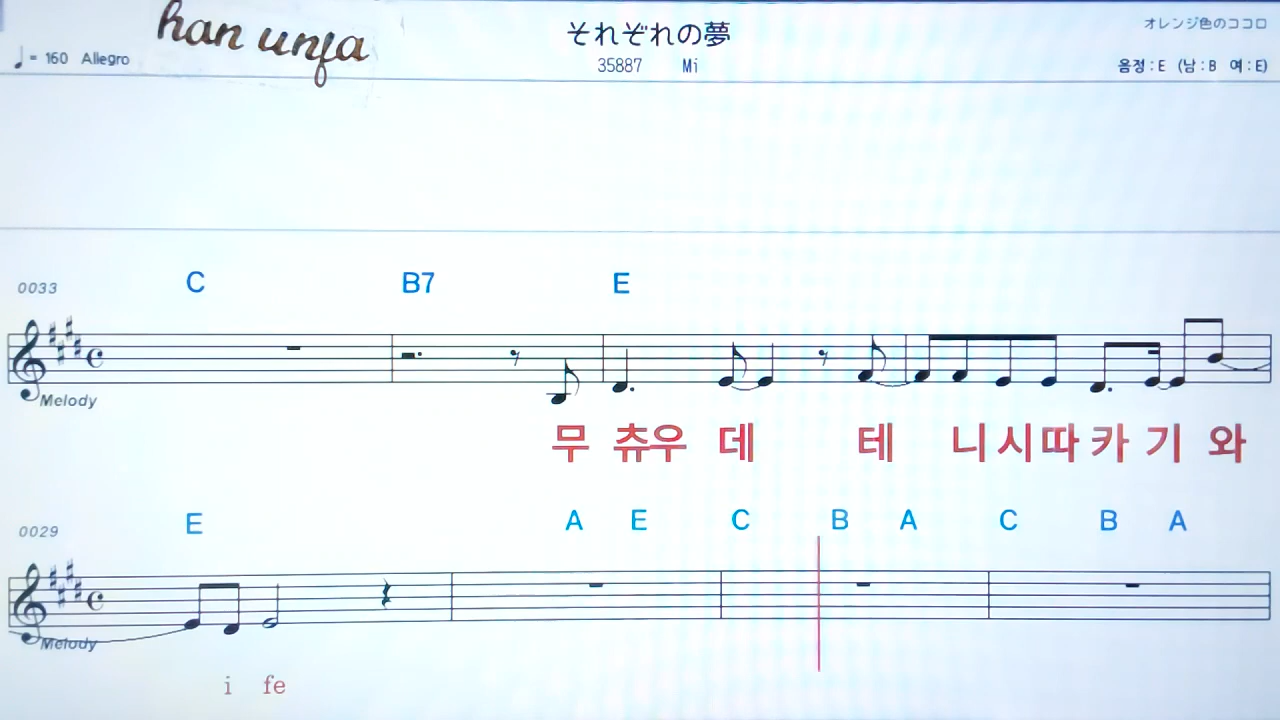 han unfa
それぞれの夢
オレンジ色のココロ
= 160 Allegro
35887 Mi
음정:E (남:B 여:E)
0033
C B7 E
Melody
무 츄우 데 테 니시따카기 와
0029
E A E C B A C B A
Melody
i fe